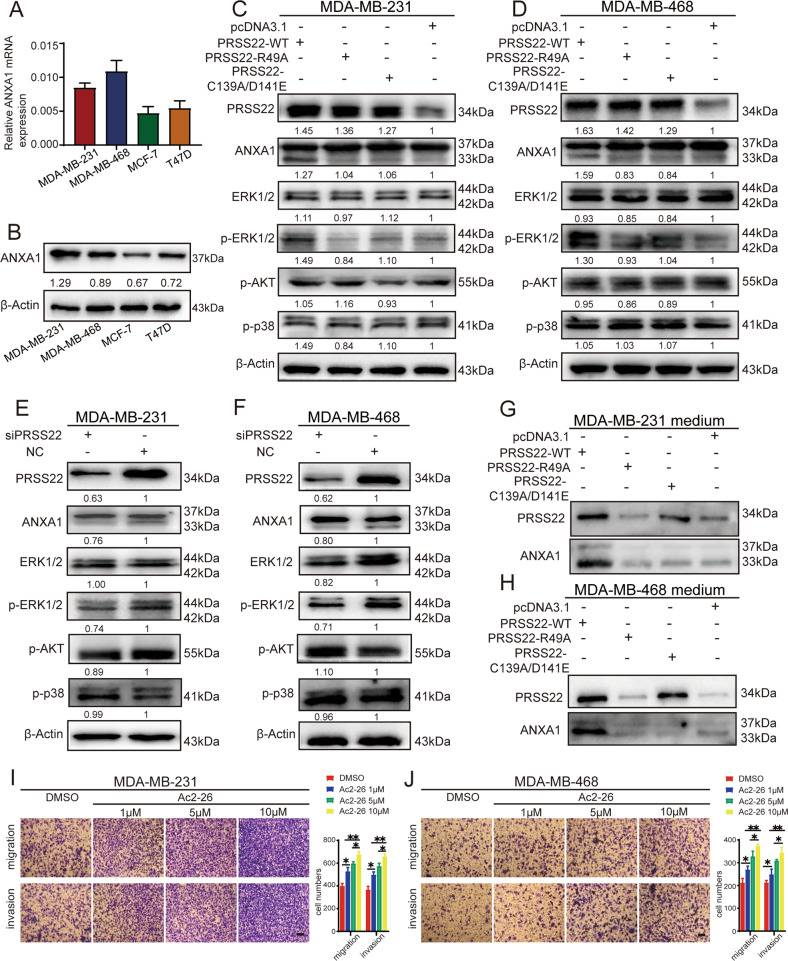 A
Relative ANXA1 mRNA
expression
0.015
0.010
0.005
0.000
MDA-MB-231
MDA-MB-468
MCF-7
T47D
B
ANXA1
37kDa
1.29 0.89 0.67 0.72
β-Actin
43kDa
MDA-MB-231
MDA-MB-468
MCF-7
T47D
C
MDA-MB-231
pcDNA3.1 - - - +
PRSS22-WT + - - -
PRSS22-R49A - + - -
PRSS22-
C139A/D141E - - + -
PRSS22 34kDa
1.45 1.36 1.27 1
ANXA1 37kDa
33kDa
1.27 1.04 1.06 1
ERK1/2 44kDa
42kDa
1.11 0.97 1.12 1
p-ERK1/2 44kDa
42kDa
1.49 0.84 1.10 1
p-AKT 55kDa
1.05 1.16 0.93 1
p-p38 41kDa
1.49 0.84 1.10 1
β-Actin 43kDa
D
MDA-MB-468
pcDNA3.1 - - - +
PRSS22-WT + - - -
PRSS22-R49A - + - -
PRSS22-
C139A/D141E - - + -
PRSS22 34kDa
1.63 1.42 1.29 1
ANXA1 37kDa
33kDa
1.59 0.83 0.84 1
ERK1/2 44kDa
42kDa
0.93 0.85 0.84 1
p-ERK1/2 44kDa
42kDa
1.30 0.93 1.04 1
p-AKT 55kDa
0.95 0.86 0.89 1
p-p38 41kDa
1.05 1.03 1.07 1
β-Actin 43kDa
E
MDA-MB-231
siPRSS22 + -
NC - +
PRSS22 34kDa
0.63 1
ANXA1 37kDa
33kDa
0.76 1
ERK1/2 44kDa
42kDa
1.00 1
p-ERK1/2 44kDa
42kDa
0.74 1
p-AKT 55kDa
0.89 1
p-p38 41kDa
0.99 1
β-Actin 43kDa
F
MDA-MB-468
siPRSS22 + -
NC - +
PRSS22 34kDa
0.62 1
ANXA1 37kDa
33kDa
0.80 1
ERK1/2 44kDa
42kDa
0.82 1
p-ERK1/2 44kDa
42kDa
0.71 1
p-AKT 55kDa
1.10 1
p-p38 41kDa
0.96 1
β-Actin 43kDa
G
MDA-MB-231 medium
pcDNA3.1 - - - +
PRSS22-WT + - - -
PRSS22-R49A - + - -
PRSS22-
C139A/D141E - - + -
PRSS22 34kDa
ANXA1 37kDa
33kDa
H
MDA-MB-468 medium
pcDNA3.1 - - - +
PRSS22-WT + - - -
PRSS22-R49A - + - -
PRSS22-
C139A/D141E - - + -
PRSS22 34kDa
ANXA1 37kDa
33kDa
I
MDA-MB-231
DMSO Ac2-26
1μM 5μM 10μM
migration
invasion
DMSO
Ac2-26 1μM
Ac2-26 5μM
Ac2-26 10μM
cell numbers
800
600
400
200
0
* ** *
* ** *
migration
invasion
J
MDA-MB-468
DMSO Ac2-26
1μM 5μM 10μM
migration
invasion
DMSO
Ac2-26 1μM
Ac2-26 5μM
Ac2-26 10μM
cell numbers
400
300
200
100
0
* ** *
* ** *
migration
invasion